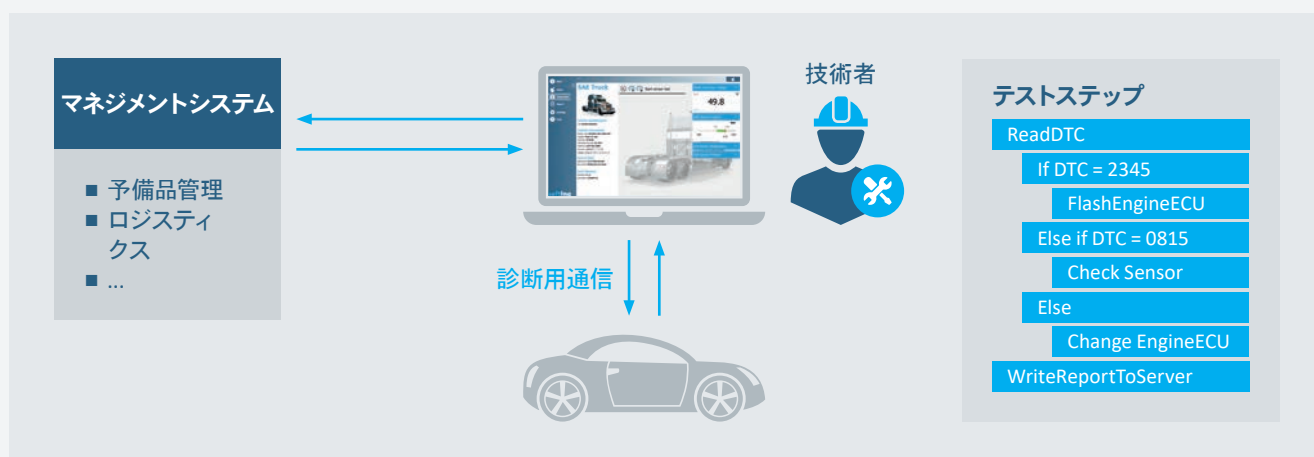 マネジメントシステム
■ 予備品管理
■ ロジスティ
クス
■ ...
49.8
技術者
診断用通信
テストステップ
ReadDTC
If DTC = 2345
FlashEngineECU
Else if DTC = 0815
Check Sensor
Else
Change EngineECU
WriteReportToServer